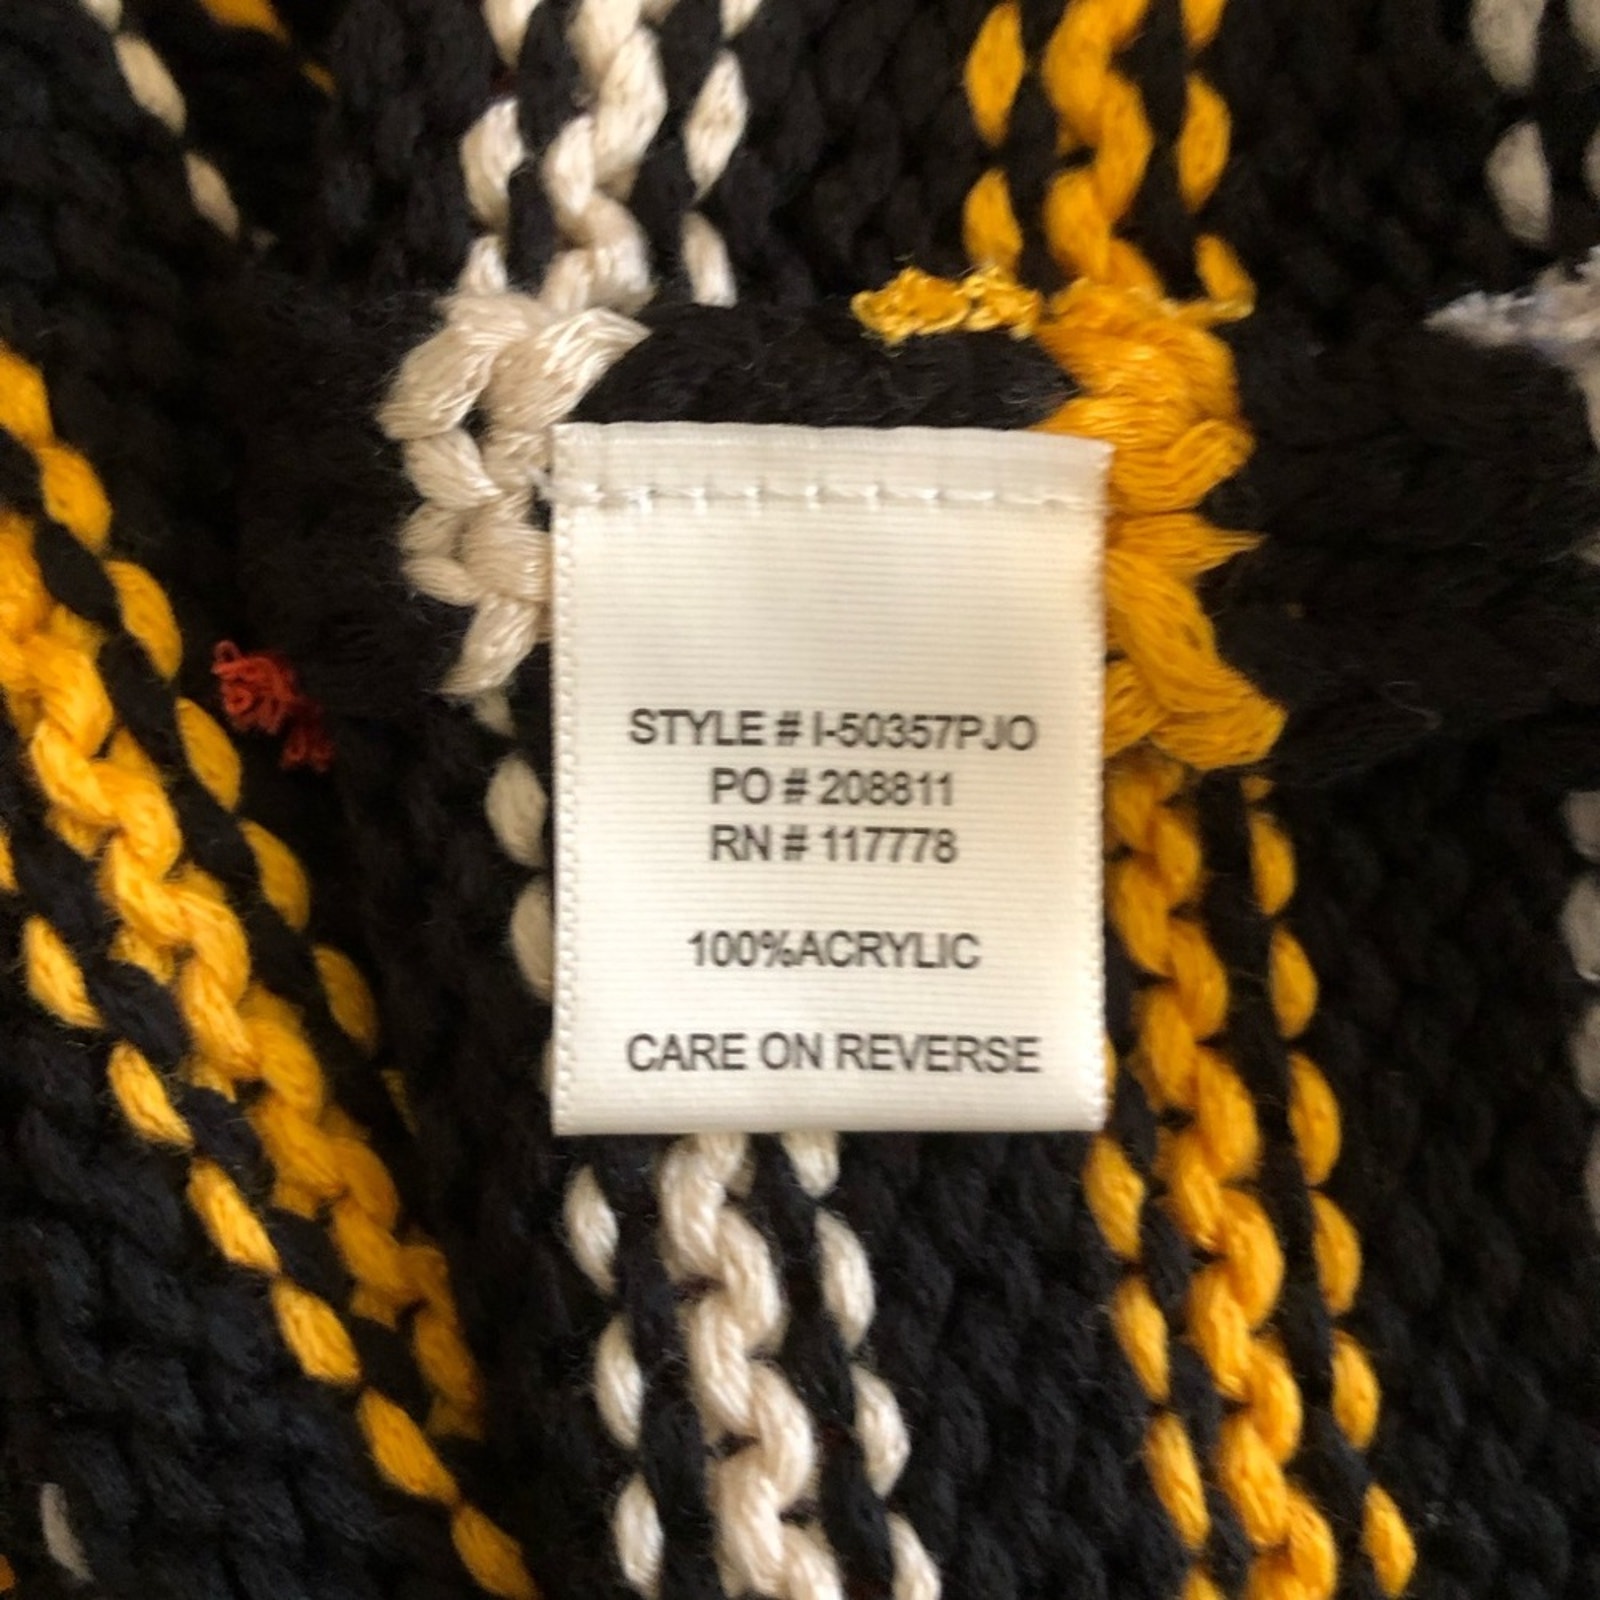 STYLE # I-50357PJO
PO # 208811
RN # 117778
100%ACRYLIC
CARE ON REVERSE